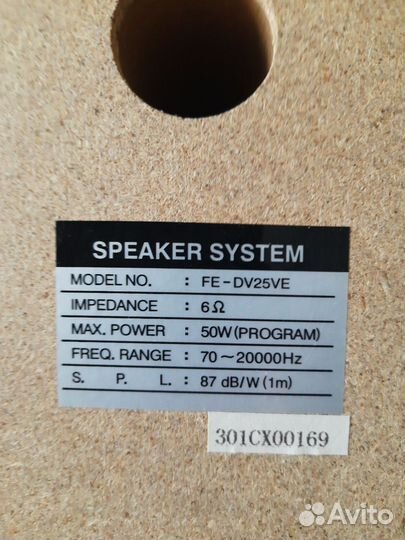 SPEAKER SYSTEM
MODEL NO. : FE-DV25VE
IMPEDANCE : 6Ω
MAX. POWER : 50W(PROGRAM)
FREQ. RANGE : 70~20000Hz
S. P. L. : 87 dB/W(1m)
301CX00169
Avito